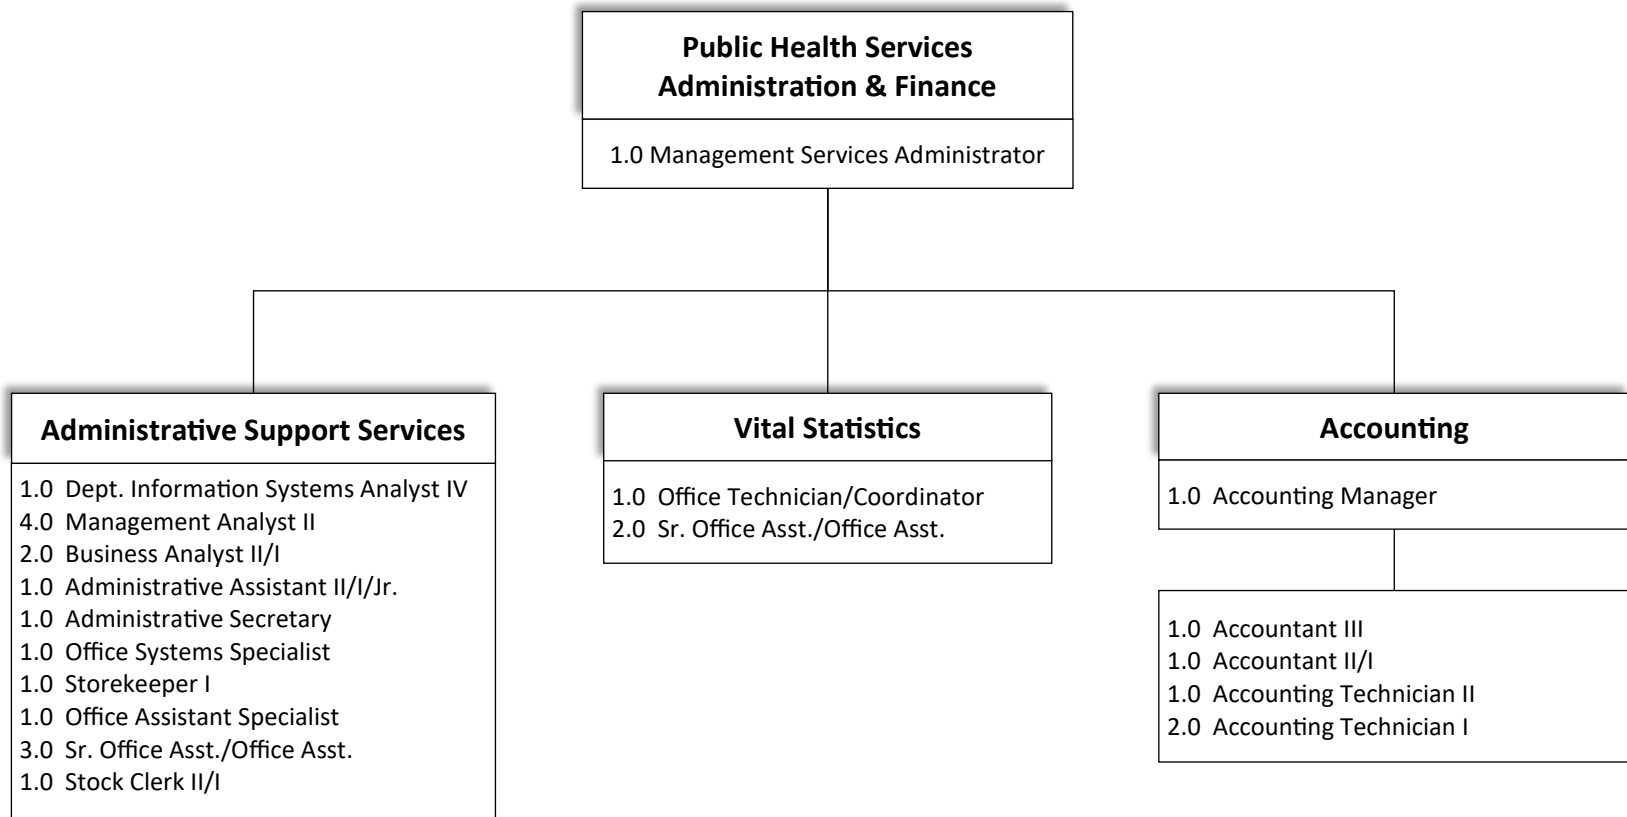 Public Health Services
Administration & Finance
1.0 Management Services Administrator
Administrative Support Services
1.0 Dept. Information Systems Analyst IV
4.0 Management Analyst II
2.0 Business Analyst II/I
1.0 Administrative Assistant II/I/Jr.
1.0 Administrative Secretary
1.0 Office Systems Specialist
1.0 Storekeeper I
1.0 Office Assistant Specialist
3.0 Sr. Office Asst./Office Asst.
1.0 Stock Clerk II/I
Vital Statistics
1.0 Office Technician/Coordinator
2.0 Sr. Office Asst./Office Asst.
Accounting
1.0 Accounting Manager
1.0 Accountant III
1.0 Accountant II/I
1.0 Accounting Technician II
2.0 Accounting Technician I